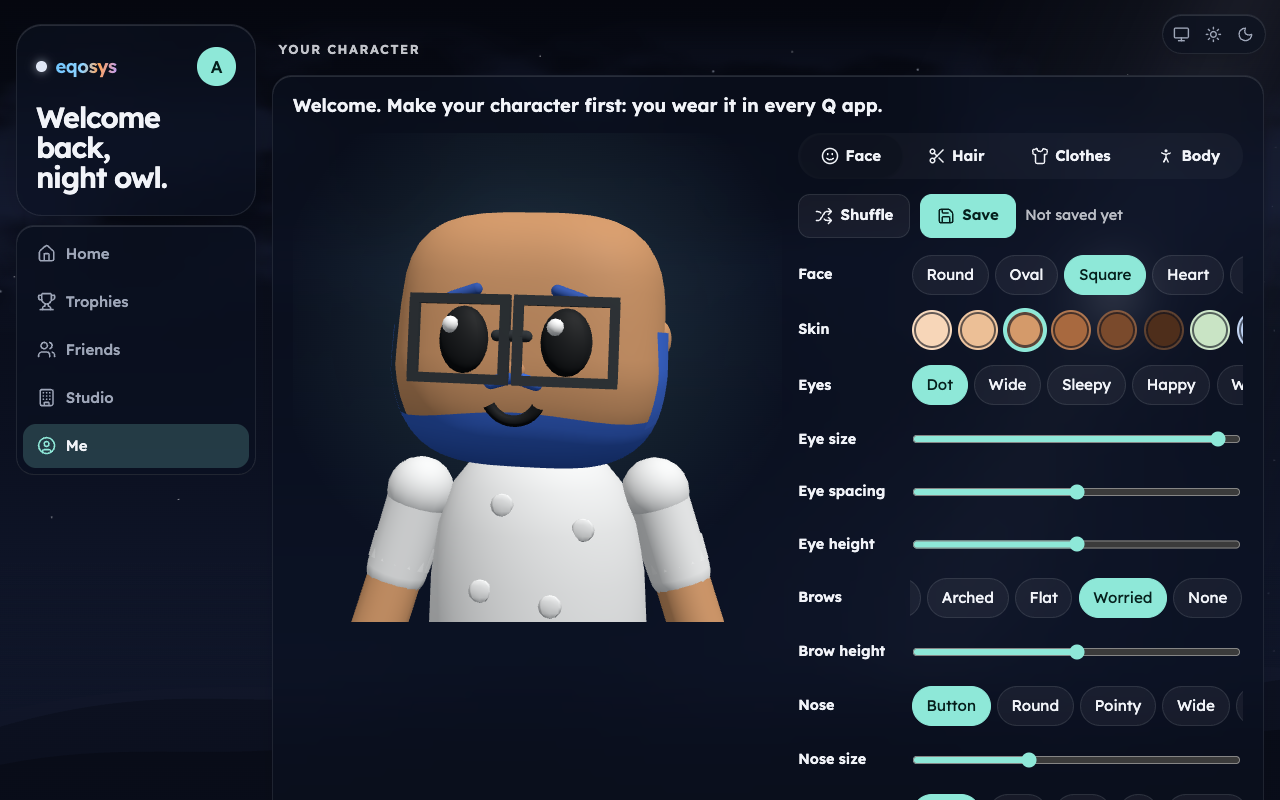 eqosys
A
Welcome
back,
night owl.
Home
Trophies
Friends
Studio
Me
YOUR CHARACTER
Welcome. Make your character first: you wear it in every Q app.
Face Hair Clothes Body
Shuffle Save Not saved yet
Face Round Oval Square Heart
Skin
Eyes Dot Wide Sleepy Happy
Eye size
Eye spacing
Eye height
Brows Arched Flat Worried None
Brow height
Nose Button Round Pointy Wide
Nose size